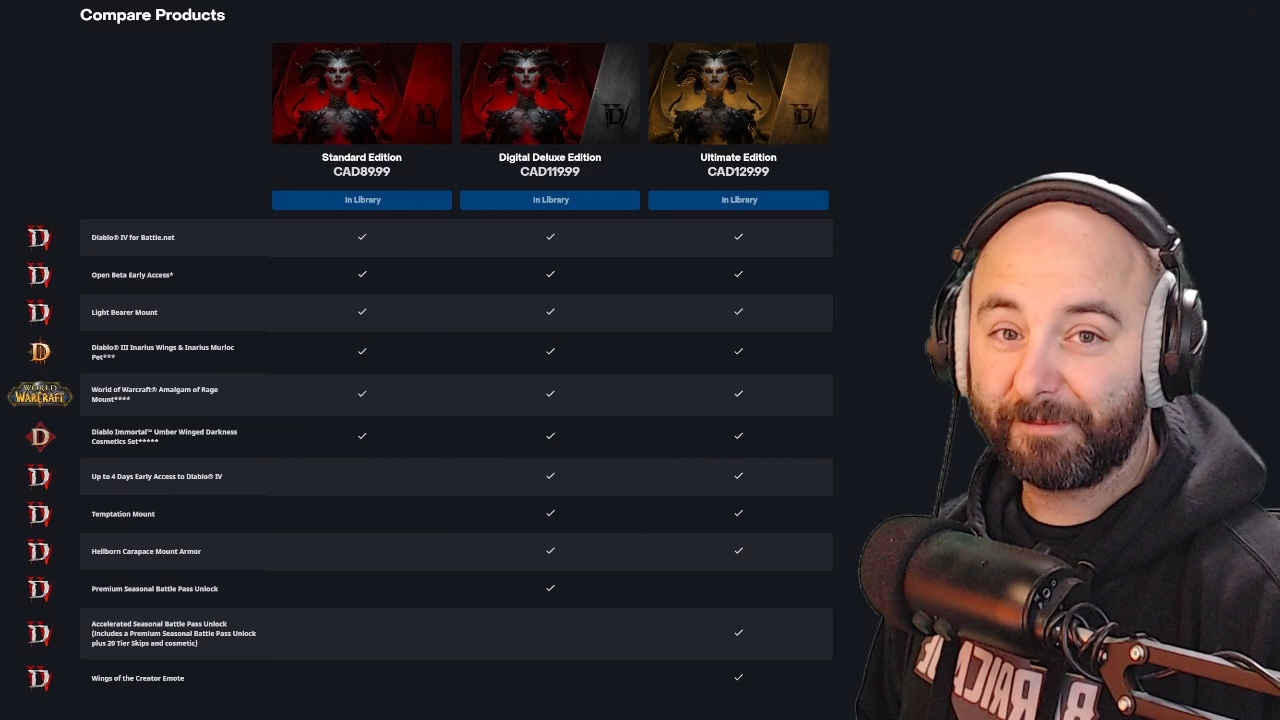 Compare Products
Standard Edition
CAD89.99
In Library
Digital Deluxe Edition
CAD119.99
In Library
Ultimate Edition
CAD129.99
In Library
Diablo® IV for Battle.net
Open Beta Early Access*
Light Bearer Mount
Diablo® III Inarius Wings & Inarius Murloc
Pet***
WORLD
WARCRAFT
World of Warcraft® Amalgam of Rage
Mount****
Diablo Immortal™ Umber Winged Darkness
Cosmetics Set*****
Up to 4 Days Early Access to Diablo® IV
Temptation Mount
Hellborn Carapace Mount Armor
Premium Seasonal Battle Pass Unlock
Accelerated Seasonal Battle Pass Unlock
(Includes a Premium Seasonal Battle Pass Unlock
plus 20 Tier Skips and cosmetic)
Wings of the Creator Emote